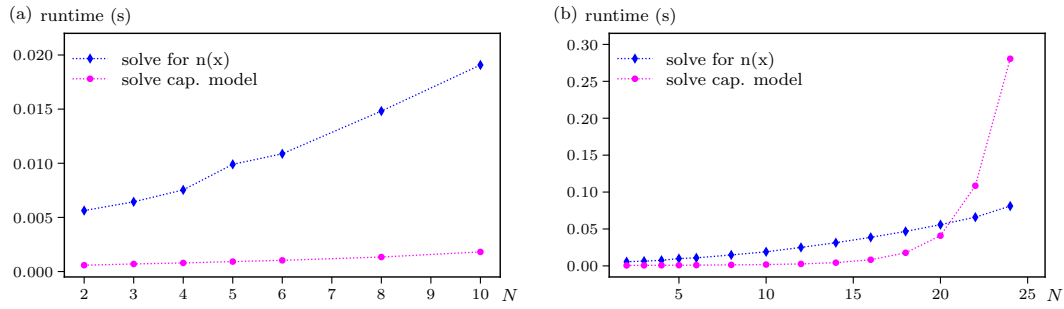 (a) runtime (s)
0.020
0.015
0.010
0.005
0.000
solve for n(x)
solve cap. model
2 3 4 5 6 7 8 9 10 N
(b) runtime (s)
0.30
0.25
0.20
0.15
0.10
0.05
0.00
solve for n(x)
solve cap. model
5 10 15 20 25 N